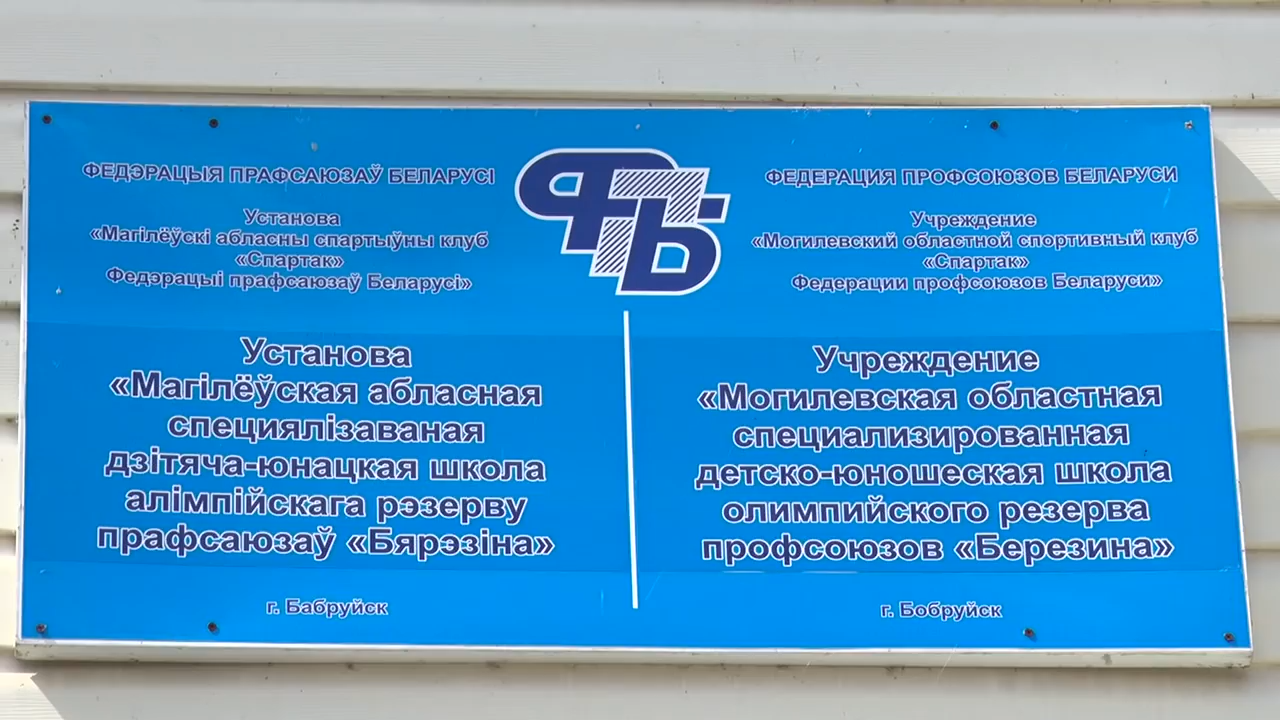 ФЕДЭРАЦЫЯ ПРАФСАЮЗАЎ БЕЛАРУСІ
Установа
«Магілёўскі абласны спартыўны клуб
«Спартак»
Федэрацыі прафсаюзаў Беларусі»
Установа
«Магілёўская абласная
спецыялізаваная
дзіцяча-юнацкая школа
алімпійскага рэзерву
прафсаюзаў «Бярэзіна»
г. Бабруйск
ФПБ
ФЕДЕРАЦИЯ ПРОФСОЮЗОВ БЕЛАРУСИ
Учреждение
«Могилевский областной спортивный клуб
«Спартак»
Федерации профсоюзов Беларуси»
Учреждение
«Могилевская областная
специализированная
детско-юношеская школа
олимпийского резерва
профсоюзов «Березина»
г. Бобруйск